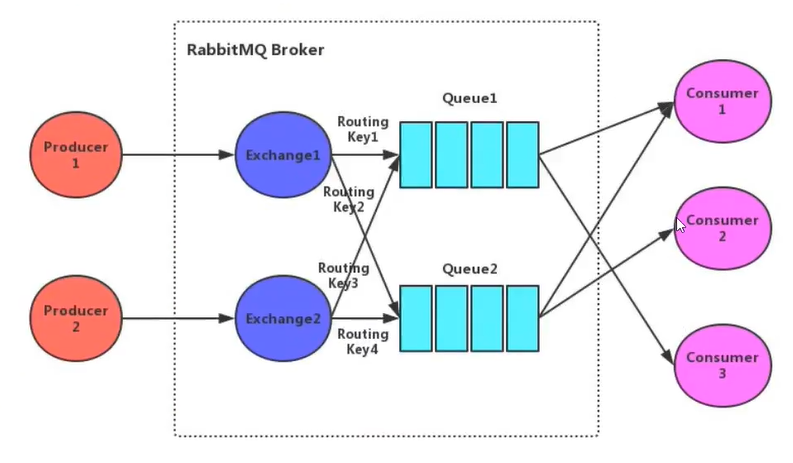 RabbitMQ Broker
Producer
1
Exchange1
Routing
Key1
Queue1
Consumer
1
Routing
Key2
Consumer
2
Producer
2
Exchange2
Routing
Key3
Queue2
Routing
Key4
Consumer
3